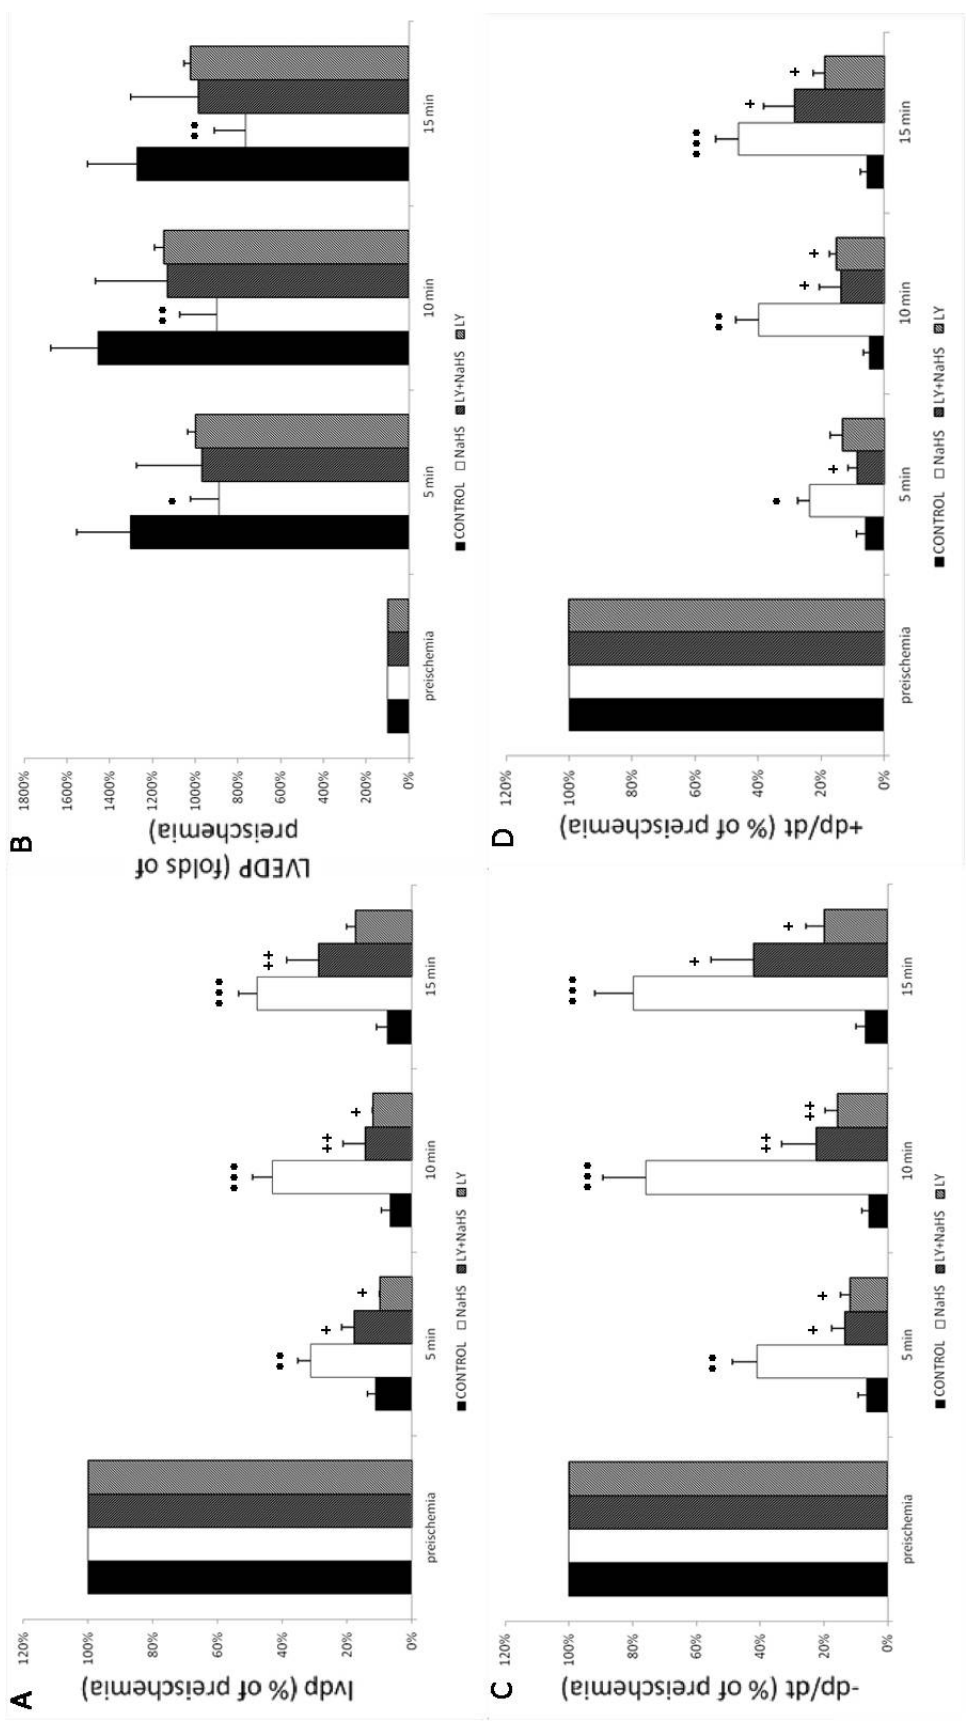 A
lvdp (% of preischemia)
120%
100%
80%
60%
40%
20%
0%
•• + +
••• ++ +
••• ++
preischemia 5 min 10 min 15 min
CONTROL NaHS LY+NaHS LY
B
LVEDP (folds of
preischemia)
1800%
1600%
1400%
1200%
1000%
800%
600%
400%
200%
0%
• •• ••
preischemia 5 min 10 min 15 min
CONTROL NaHS LY+NaHS LY
C
-dp/dt (% of preischemia)
120%
100%
80%
60%
40%
20%
0%
•• + +
••• ++ ++
••• + +
preischemia 5 min 10 min 15 min
CONTROL NaHS LY+NaHS LY
D
+dp/dt (% of preischemia)
120%
100%
80%
60%
40%
20%
0%
• +
•• + +
••• + +
preischemia 5 min 10 min 15 min
CONTROL NaHS LY+NaHS LY